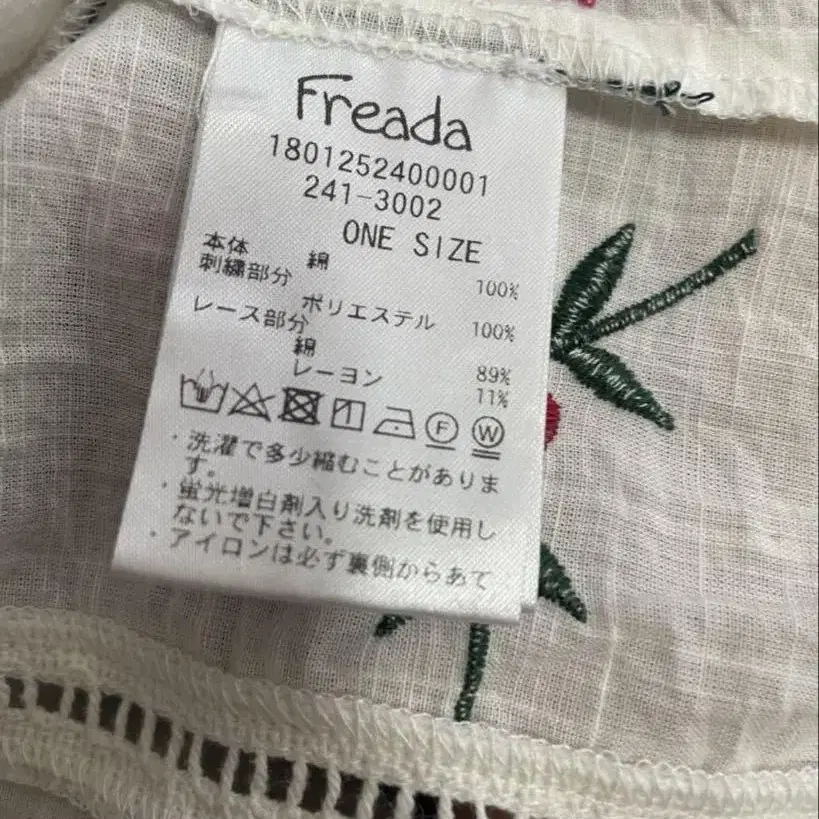 Freada
1801252400001
241-3002
ONE SIZE
本体
綿 100%
刺繍部分
ポリエステル 100%
レース部分
綿 89%
レーヨン 11%
F W
・洗濯で多少縮むことがありま
す。
・蛍光増白剤入り洗剤を使用し
ないで下さい。
・アイロンは必ず裏側からあて